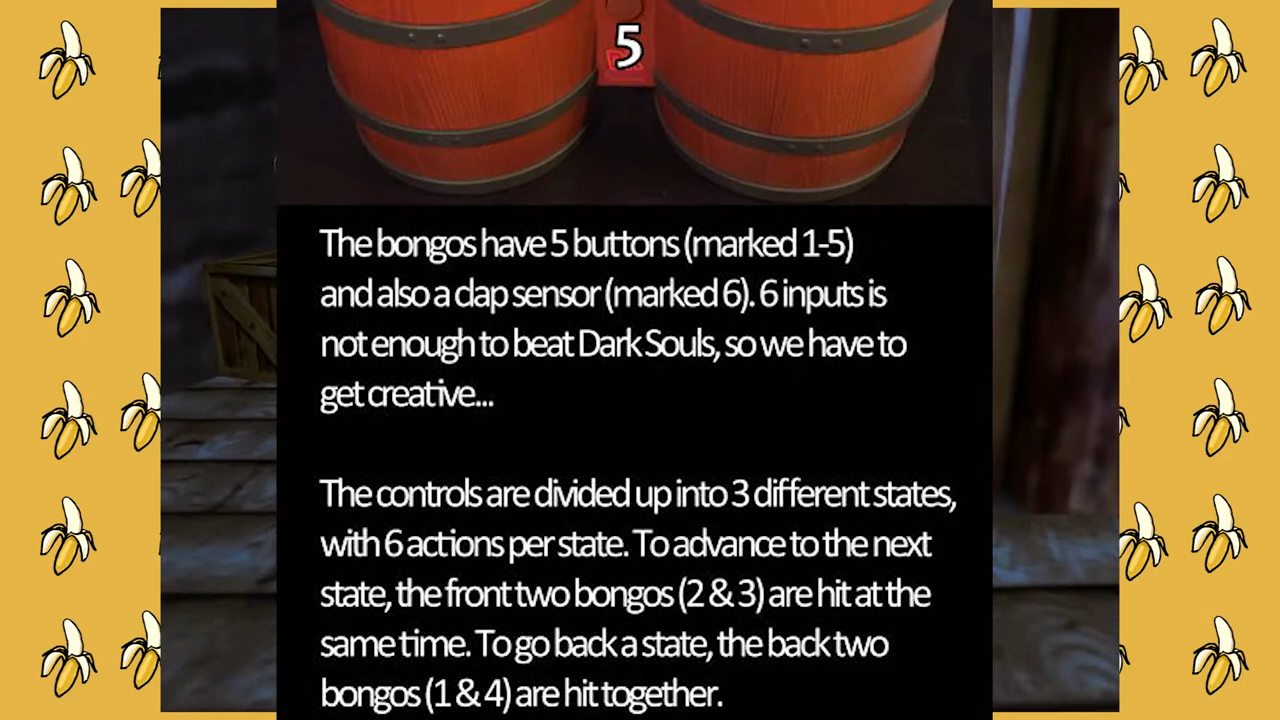 5
The bongos have 5 buttons (marked 1-5)
and also a clap sensor (marked 6). 6 inputs is
not enough to beat Dark Souls, so we have to
get creative...
The controls are divided up into 3 different states,
with 6 actions per state. To advance to the next
state, the front two bongos (2 & 3) are hit at the
same time. To go back a state, the back two
bongos (1 & 4) are hit together.